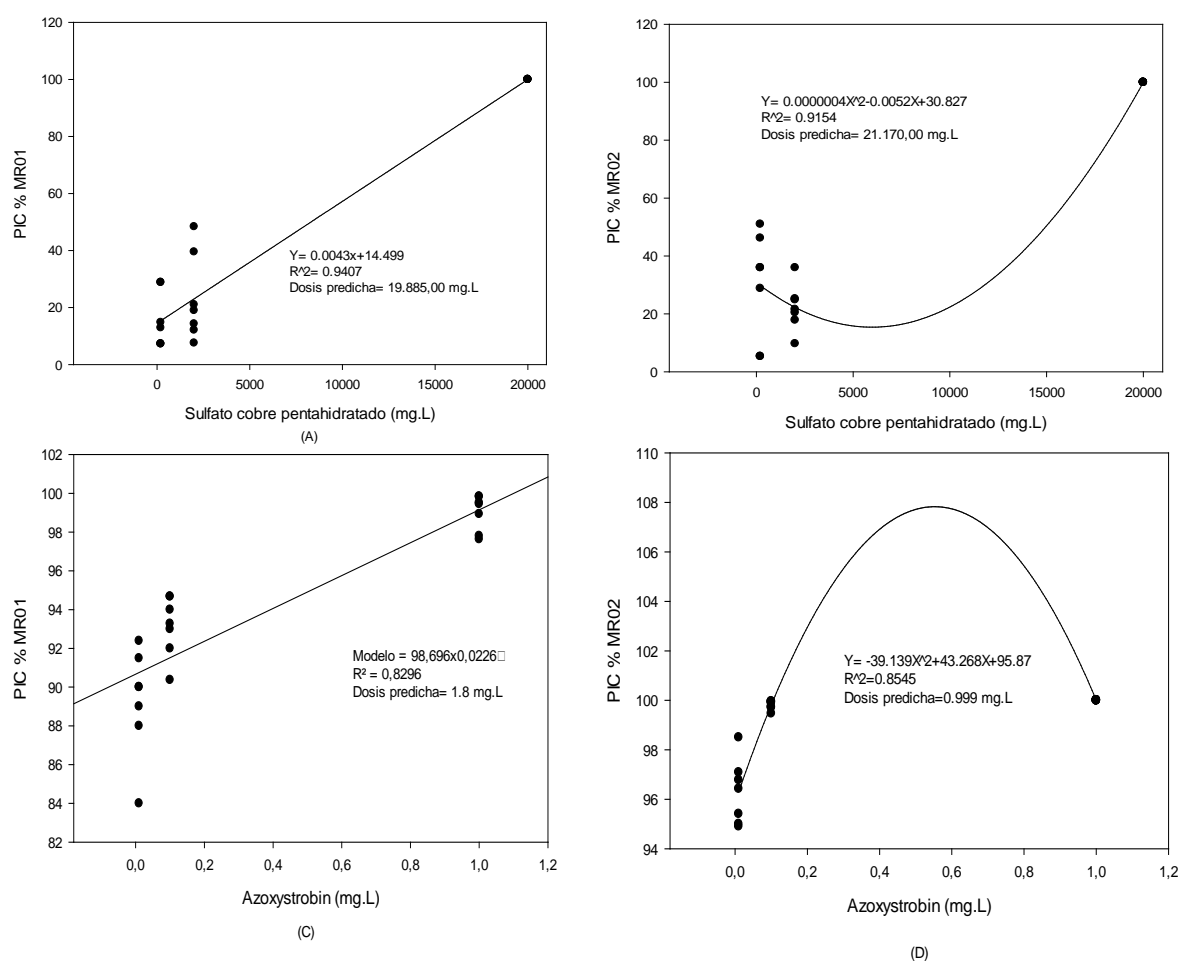 120
100
80
60
40
20
0
PIC % MR01
Y= 0.0043x+14.499
R^2= 0.9407
Dosis predicha= 19.885,00 mg.L
0 5000 10000 15000 20000
Sulfato cobre pentahidratado (mg.L)
(A)
120
100
80
60
40
20
0
PIC % MR02
Y= 0.0000004X^2-0.0052X+30.827
R^2= 0.9154
Dosis predicha= 21.170,00 mg.L
0 5000 10000 15000 20000
Sulfato cobre pentahidratado (mg.L)
102
100
98
96
94
92
90
88
86
84
82
PIC % MR01
Modelo = 98,696x0,0226□
R² = 0,8296
Dosis predicha= 1.8 mg.L
0,0 0,2 0,4 0,6 0,8 1,0 1,2
Azoxystrobin (mg.L)
(C)
110
108
106
104
102
100
98
96
94
PIC % MR02
Y= -39.139X^2+43.268X+95.87
R^2=0.8545
Dosis predicha=0.999 mg.L
0,0 0,2 0,4 0,6 0,8 1,0 1,2
Azoxystrobin (mg.L)
(D)